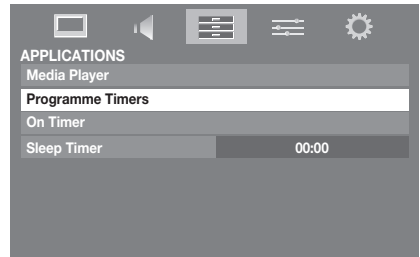 APPLICATIONS
Media Player
Programme Timers
On Timer
Sleep Timer 00:00